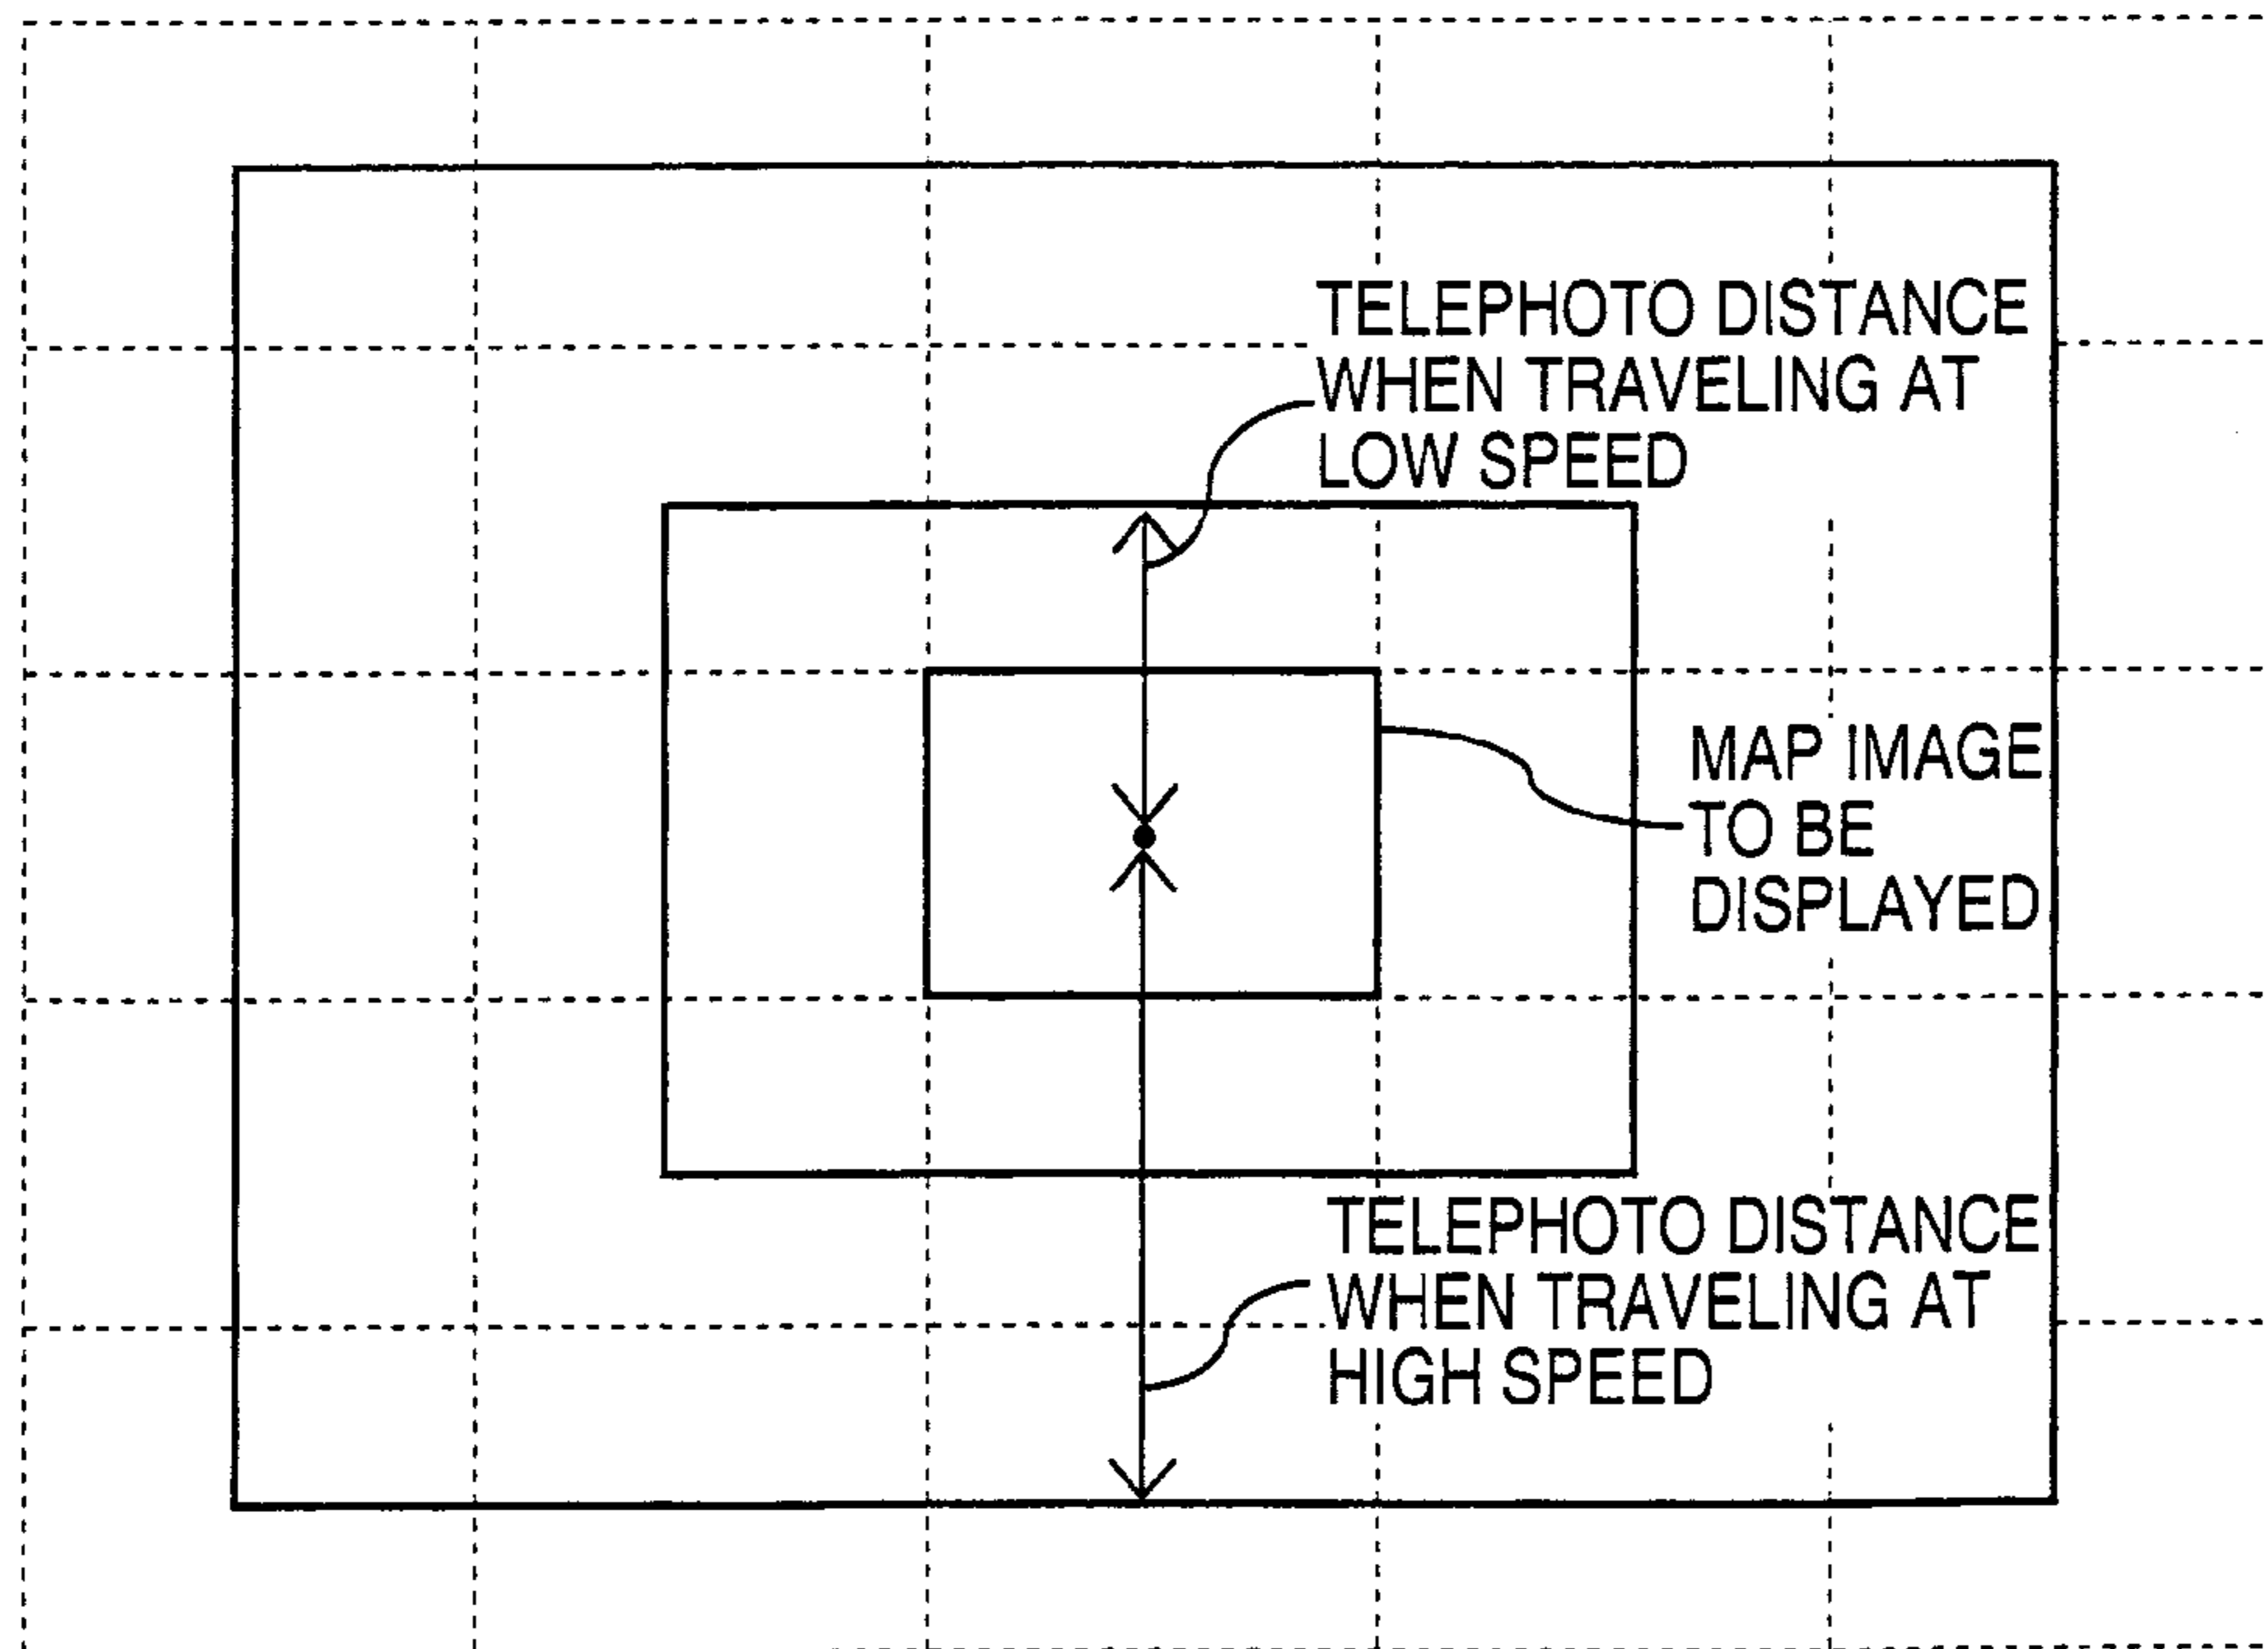 TELEPHOTO DISTANCE
WHEN TRAVELING AT
LOW SPEED
MAP IMAGE
TO BE
DISPLAYED
TELEPHOTO DISTANCE
WHEN TRAVELING AT
HIGH SPEED